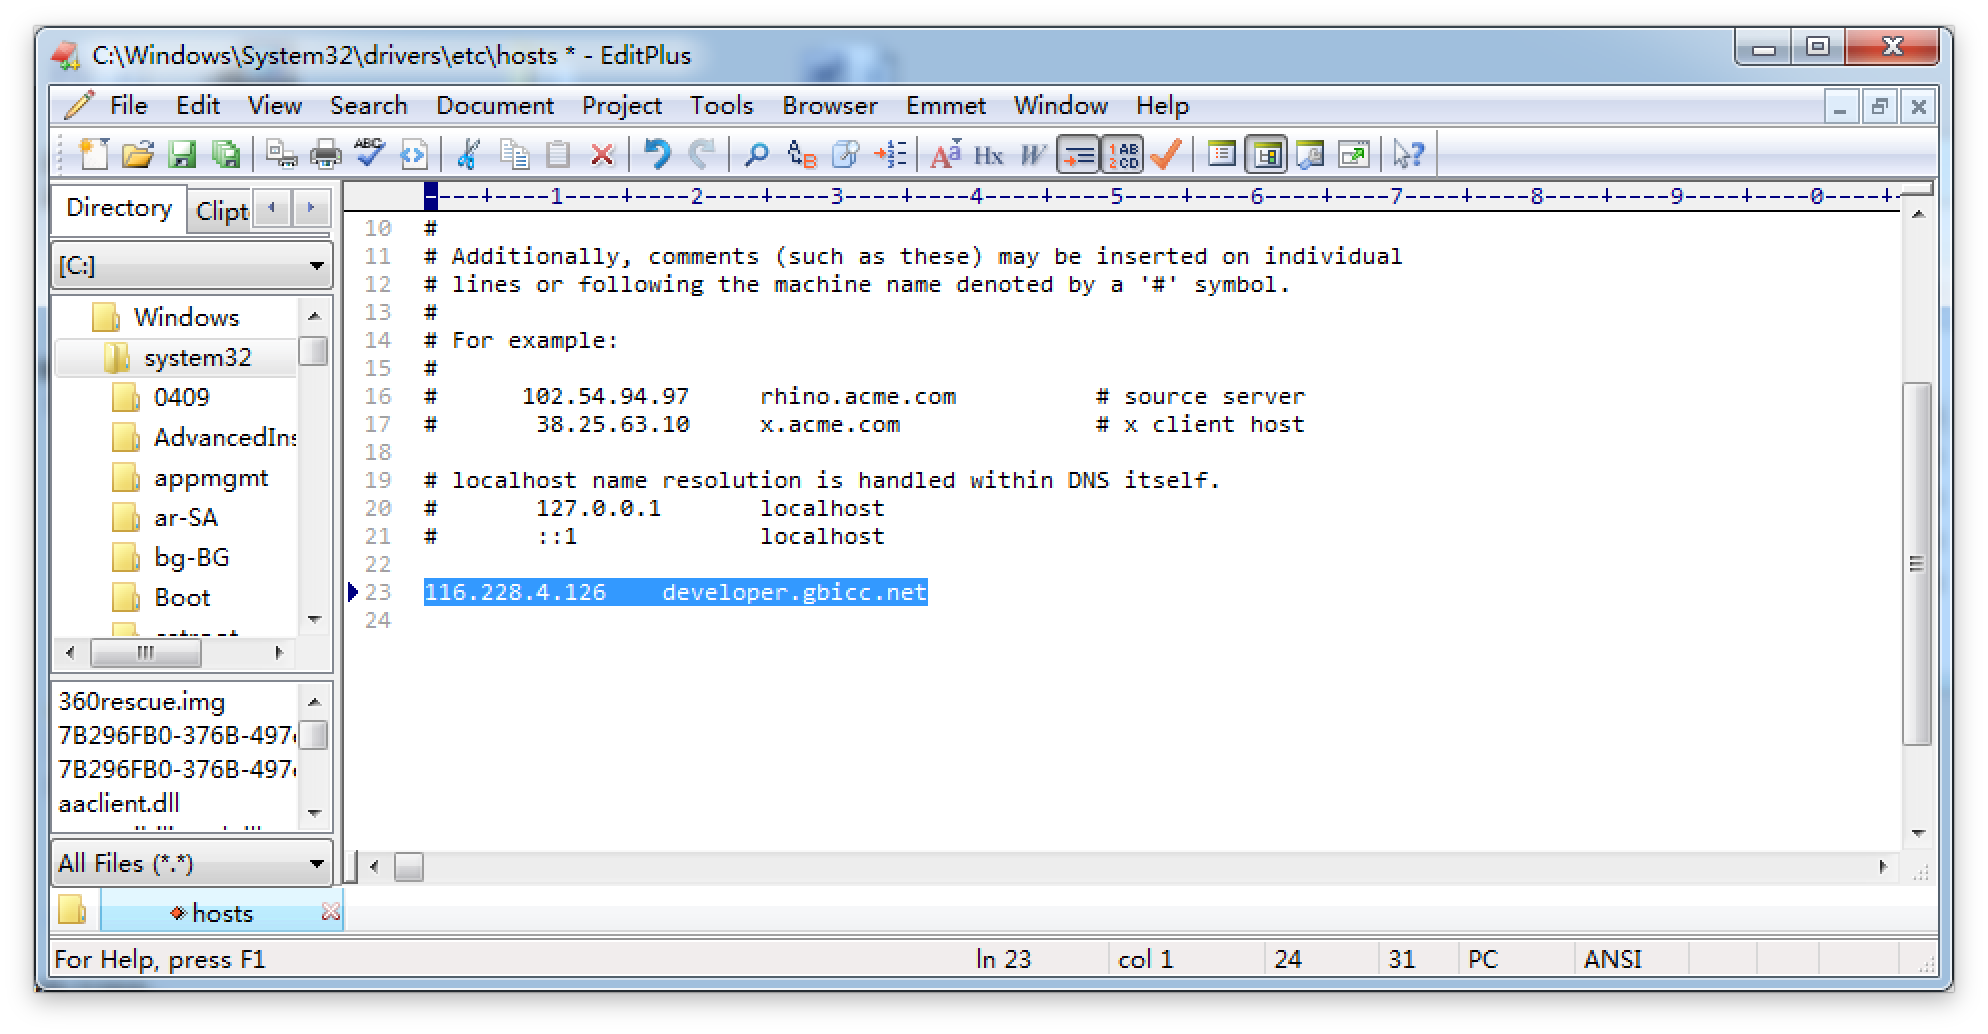 C:\Windows\System32\drivers\etc\hosts * - EditPlus
File Edit View Search Document Project Tools Browser Emmet Window Help
Directory Clipt
[C:]
Windows
system32
0409
AdvancedIns
appmgmt
ar-SA
bg-BG
Boot
360rescue.img
7B296FB0-376B-497
7B296FB0-376B-497
aaclient.dll
All Files (*.*)
----+----1----+----2----+----3----+----4----+----5----+----6----+----7----+----8----+----9----+----0----+-
10 #
11 # Additionally, comments (such as these) may be inserted on individual
12 # lines or following the machine name denoted by a '#' symbol.
13 #
14 # For example:
15 #
16 #      102.54.94.97     rhino.acme.com          # source server
17 #       38.25.63.10     x.acme.com              # x client host
18
19 # localhost name resolution is handled within DNS itself.
20 #       127.0.0.1       localhost
21 #       ::1             localhost
22
23 116.228.4.126    developer.gbicc.net
24
hosts
For Help, press F1 ln 23 col 1 24 31 PC ANSI